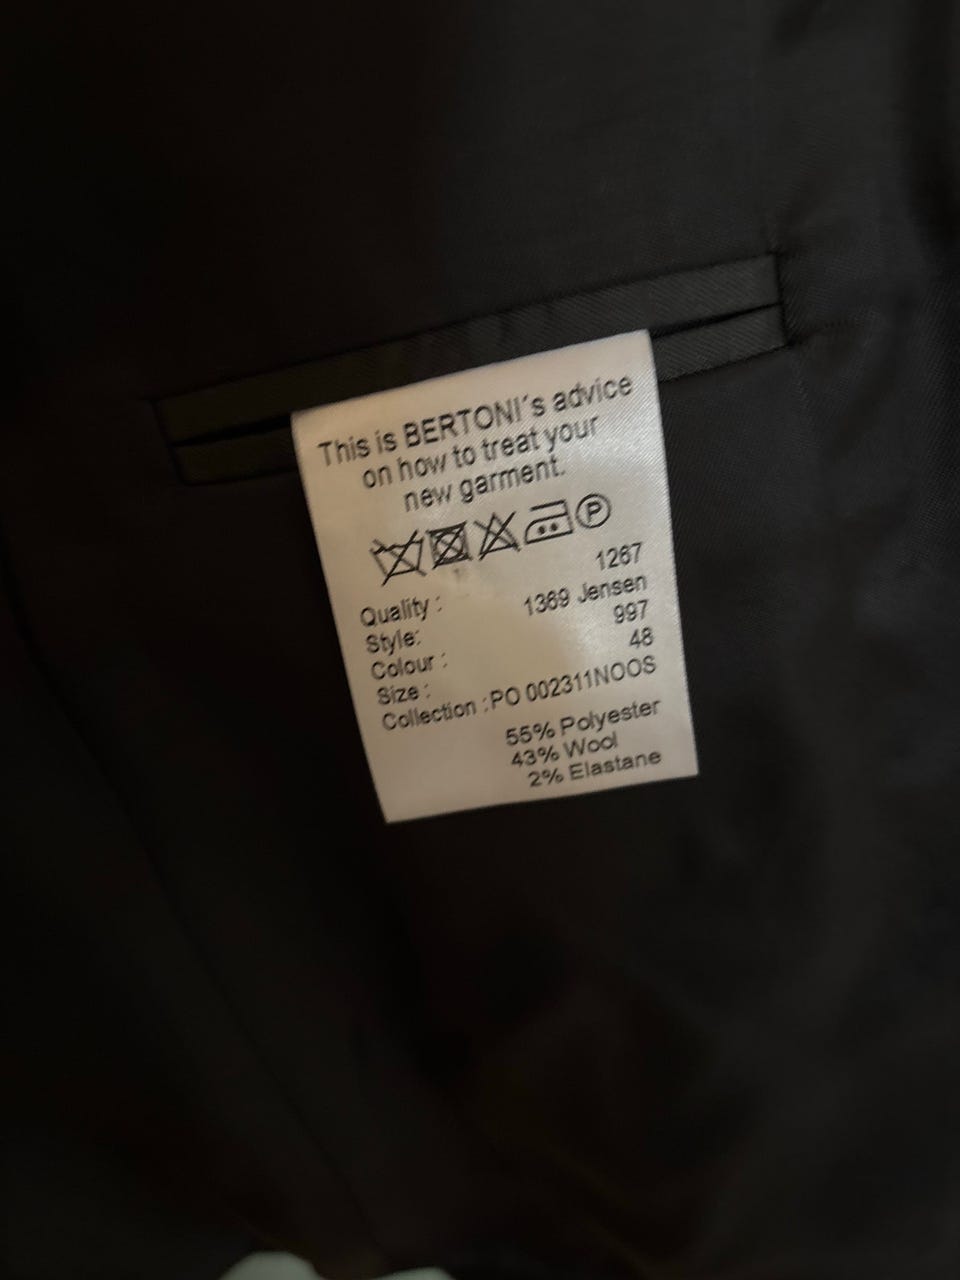 This is BERTONI´s advice
on how to treat your
new garment.
P
Quality : 1267
Style: 1369 Jensen
Colour : 997
Size : 48
Collection : PO 002311NOOS
55% Polyester
43% Wool
2% Elastane